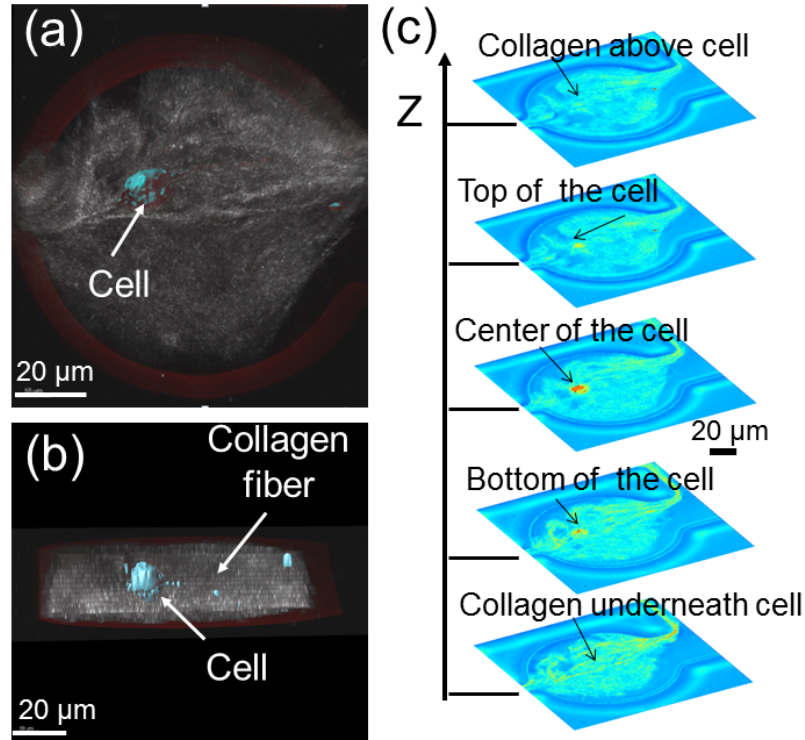 (a)
Cell
20 µm
(b)
Collagen
fiber
Cell
20 µm
(c)
Z
Collagen above cell
Top of the cell
Center of the cell
20 µm
Bottom of the cell
Collagen underneath cell